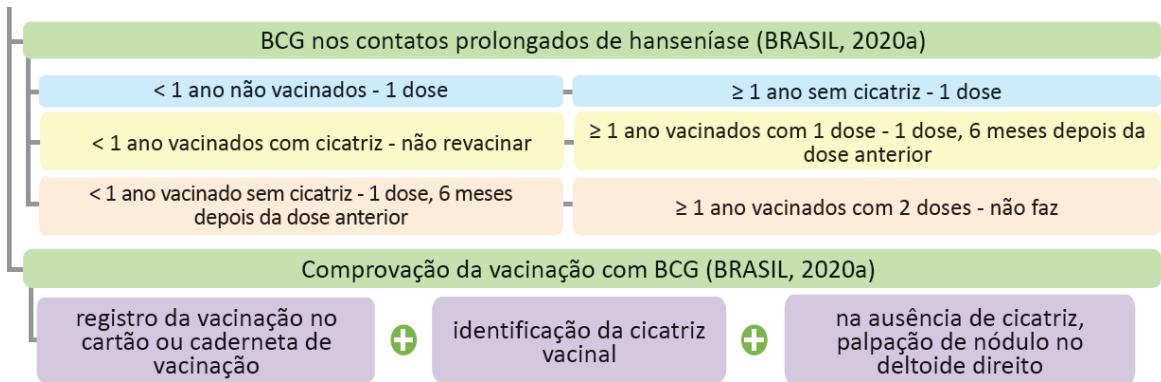 BCG nos contatos prolongados de hanseníase (BRASIL, 2020a)
< 1 ano não vacinados - 1 dose
≥ 1 ano sem cicatriz - 1 dose
< 1 ano vacinados com cicatriz - não revacinar
≥ 1 ano vacinados com 1 dose - 1 dose, 6 meses depois da
dose anterior
< 1 ano vacinado sem cicatriz - 1 dose, 6 meses
depois da dose anterior
≥ 1 ano vacinados com 2 doses - não faz
Comprovação da vacinação com BCG (BRASIL, 2020a)
registro da vacinação no
cartão ou caderneta de
vacinação
identificação da cicatriz
vacinal
na ausência de cicatriz,
palpação de nódulo no
deltoide direito